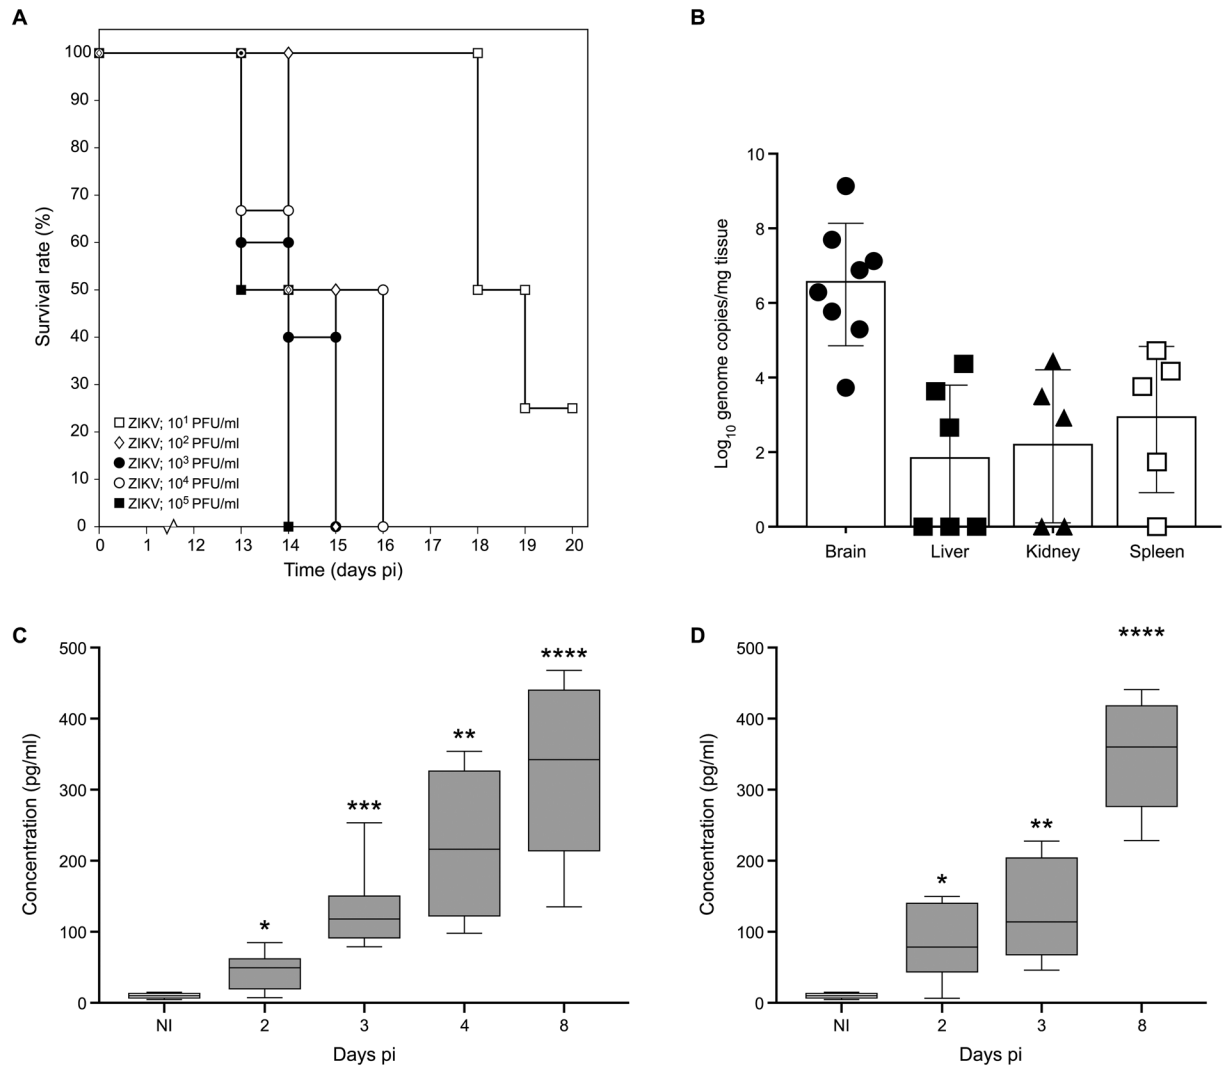 A
Survival rate (%)
100
90
80
70
60
50
40
30
20
10
0
ZIKV; 10¹ PFU/ml
ZIKV; 10² PFU/ml
ZIKV; 10³ PFU/ml
ZIKV; 10⁴ PFU/ml
ZIKV; 10⁵ PFU/ml
0 1 12 13 14 15 16 17 18 19 20
Time (days pi)
B
Log₁₀ genome copies/mg tissue
10
8
6
4
2
0
Brain Liver Kidney Spleen
C
Concentration (pg/ml)
500
400
300
200
100
0
* *** ** ****
NI 2 3 4 8
Days pi
D
Concentration (pg/ml)
500
400
300
200
100
0
* ** ****
NI 2 3 8
Days pi